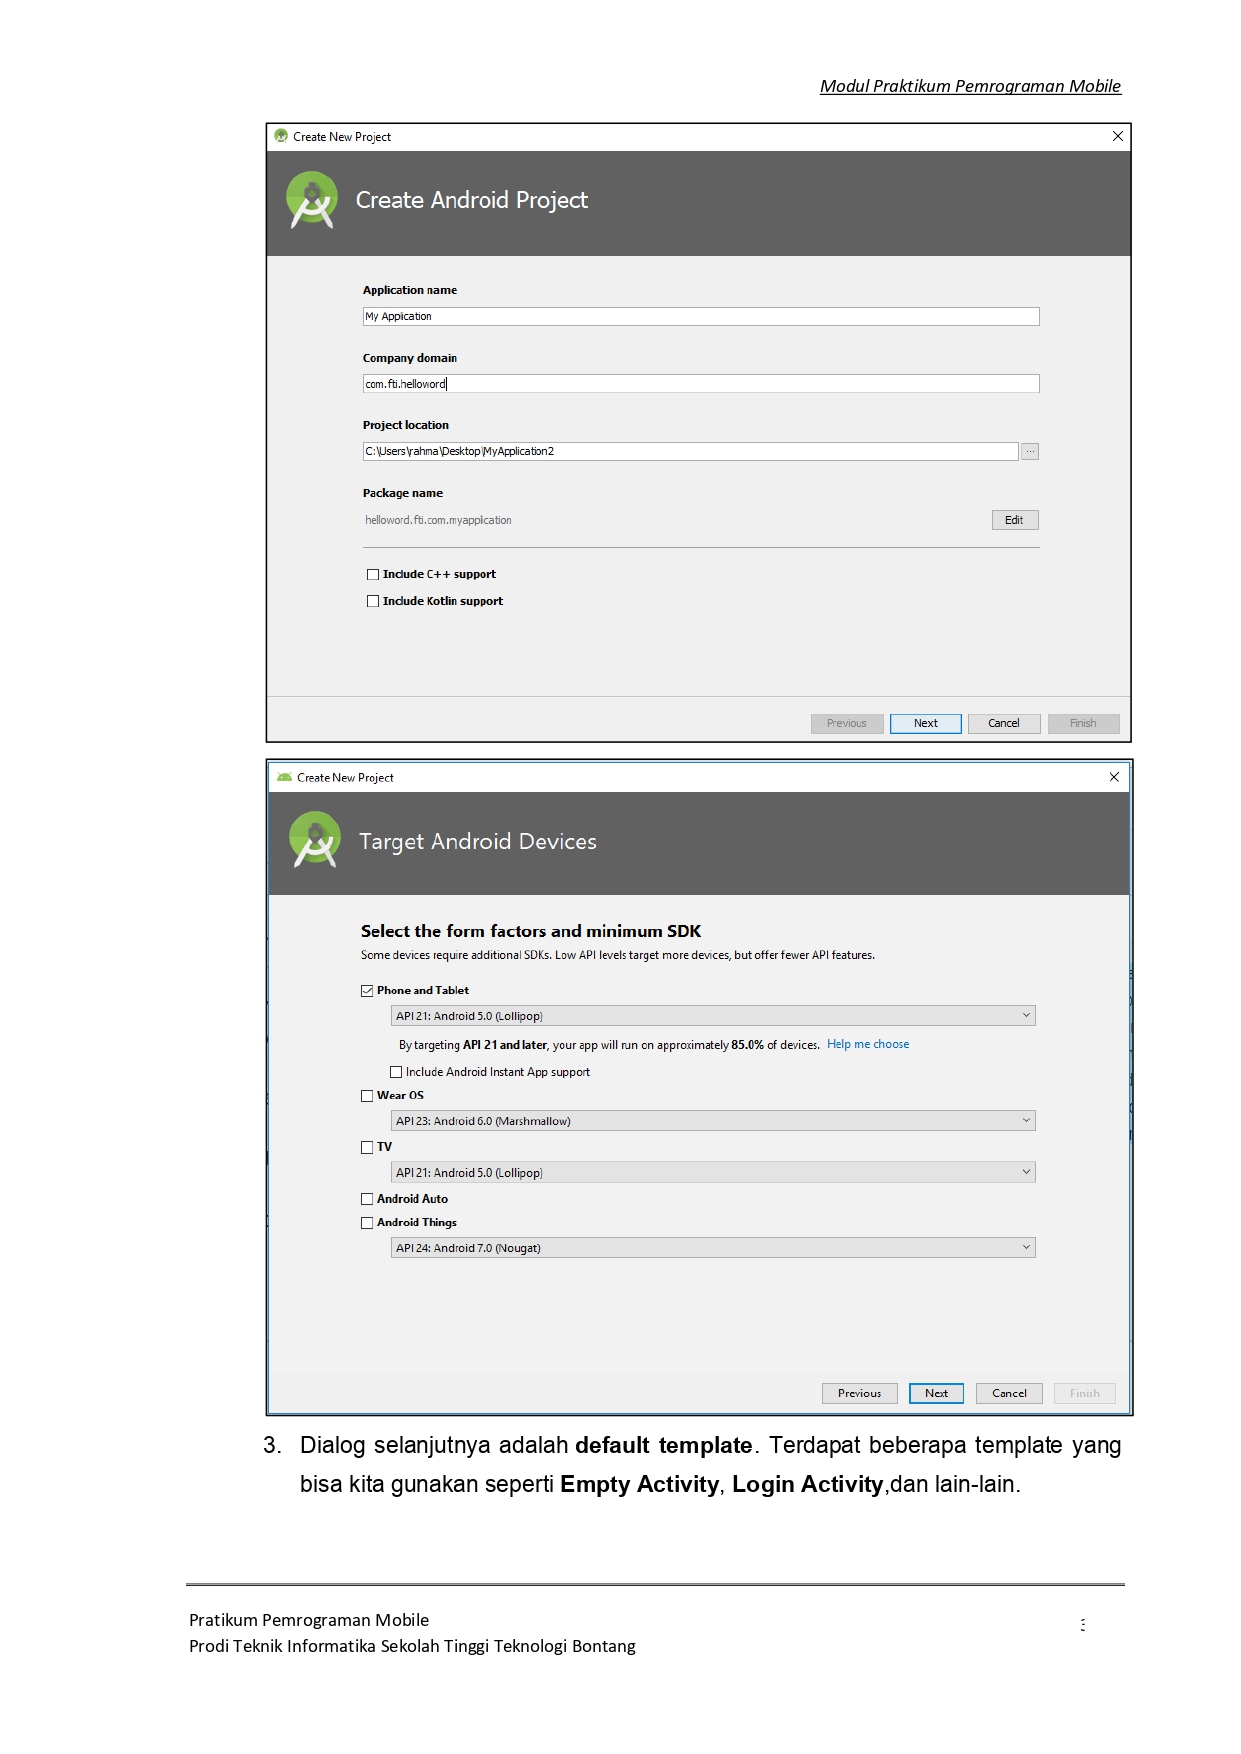 Modul Praktikum Pemrograman Mobile
Create New Project
Create Android Project
Application name
My Application
Company domain
com.fti.helloword
Project location
C:\Users\rahma\Desktop\MyApplication2
...
Package name
helloword.fti.com.myapplication
Edit
Include C++ support
Include Kotlin support
Previous Next Cancel Finish
Create New Project
Target Android Devices
Select the form factors and minimum SDK
Some devices require additional SDKs. Low API levels target more devices, but offer fewer API features.
Phone and Tablet
API 21: Android 5.0 (Lollipop)
By targeting API 21 and later, your app will run on approximately 85.0% of devices. Help me choose
Include Android Instant App support
Wear OS
API 23: Android 6.0 (Marshmallow)
TV
API 21: Android 5.0 (Lollipop)
Android Auto
Android Things
API 24: Android 7.0 (Nougat)
Previous Next Cancel Finish
3. Dialog selanjutnya adalah default template. Terdapat beberapa template yang
bisa kita gunakan seperti Empty Activity, Login Activity,dan lain-lain.
Pratikum Pemrograman Mobile
Prodi Teknik Informatika Sekolah Tinggi Teknologi Bontang